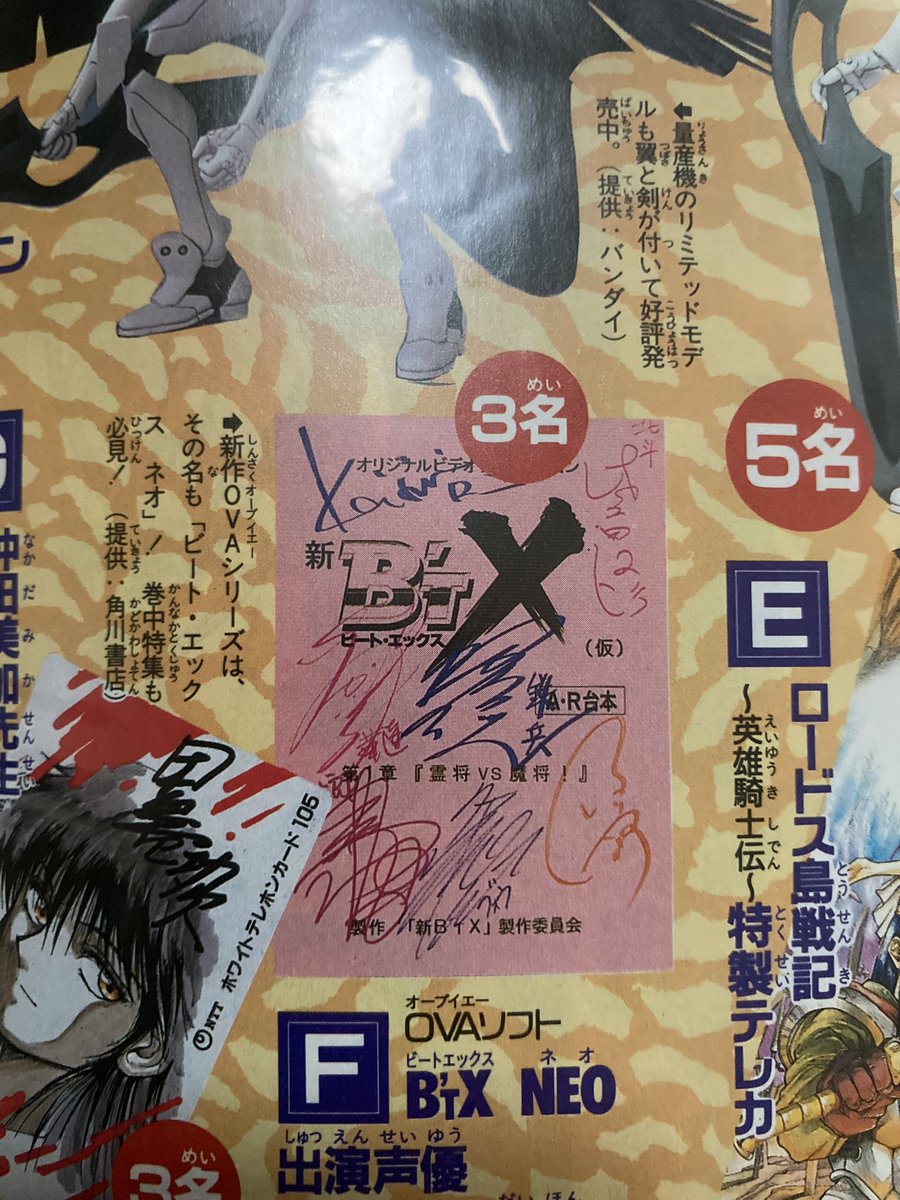 ←量産機のリミテッドモデ
ルも翼と剣が付いて好評発
売中。(提供:バンダイ)
3名
5名
→新作OVAシリーズは、
その名も「ビート・エック
ス ネオ」! 巻中特集も
必見! (提供:角川書店)
オリジナルビデオ
新
B'TX
ビート・エックス
(仮)
A・R台本
章『霊将VS魔将!』
製作 「新B'TX」製作委員会
E
ロードス島戦記
〜英雄騎士伝〜
特製テレカ
美加先生
©NTT ホワイトテレホンカード105
F
OVAソフト
B'TX NEO
出演声優
3名